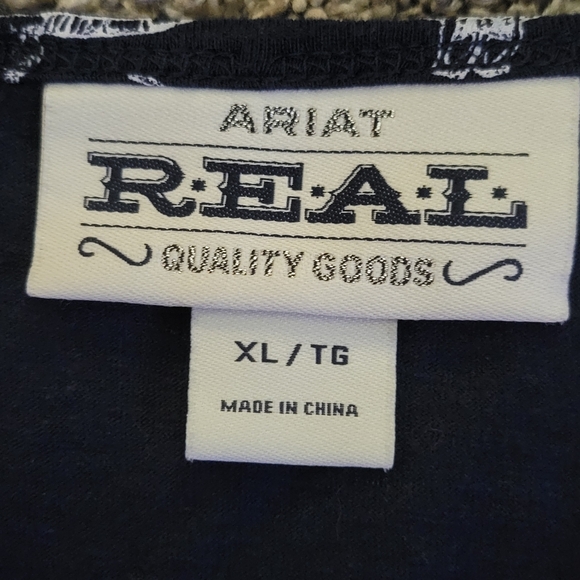 ARIAT
R·E·A·L·
QUALITY GOODS
XL / TG
MADE IN CHINA